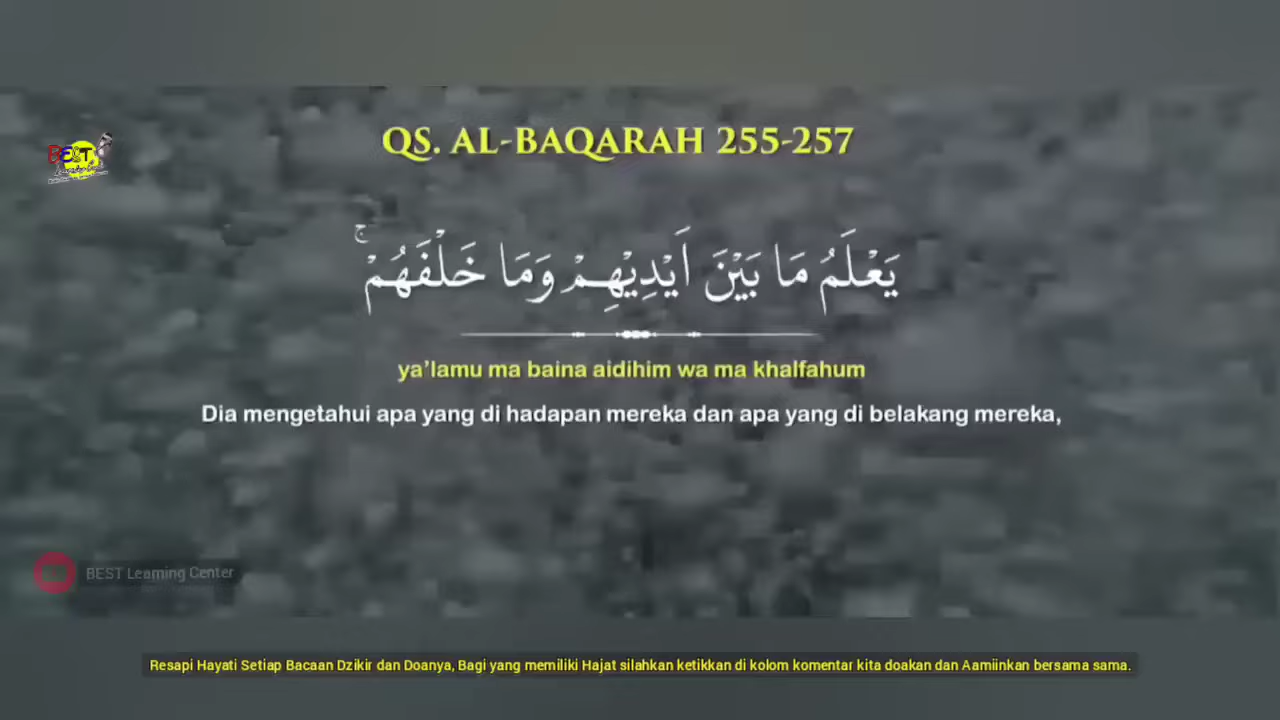 QS. AL-BAQARAH 255-257
BEST
يَعْلَمُ مَا بَيْنَ اَيْدِيْهِمْ وَمَا خَلْفَهُمْۚ
ya’lamu ma baina aidihim wa ma khalfahum
Dia mengetahui apa yang di hadapan mereka dan apa yang di belakang mereka,
BEST Learning Center
Resapi Hayati Setiap Bacaan Dzikir dan Doanya, Bagi yang memiliki Hajat silahkan ketikkan di kolom komentar kita doakan dan Aamiinkan bersama sama.